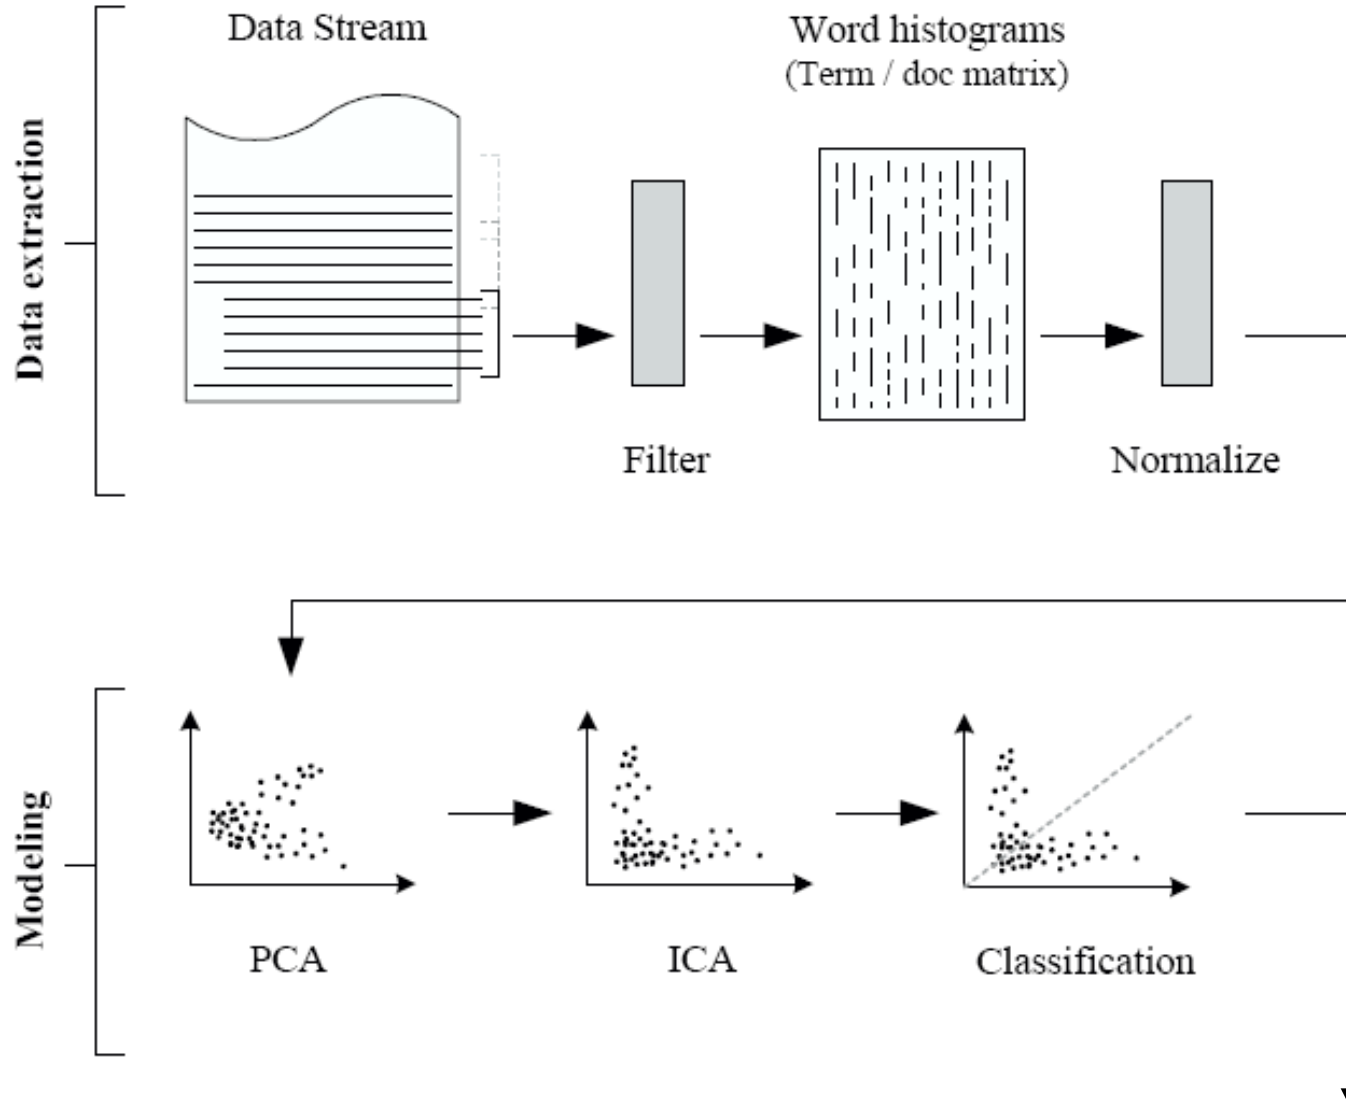 Data Stream
Word histograms
(Term / doc matrix)
Data extraction
Filter
Normalize
Modeling
PCA
ICA
Classification